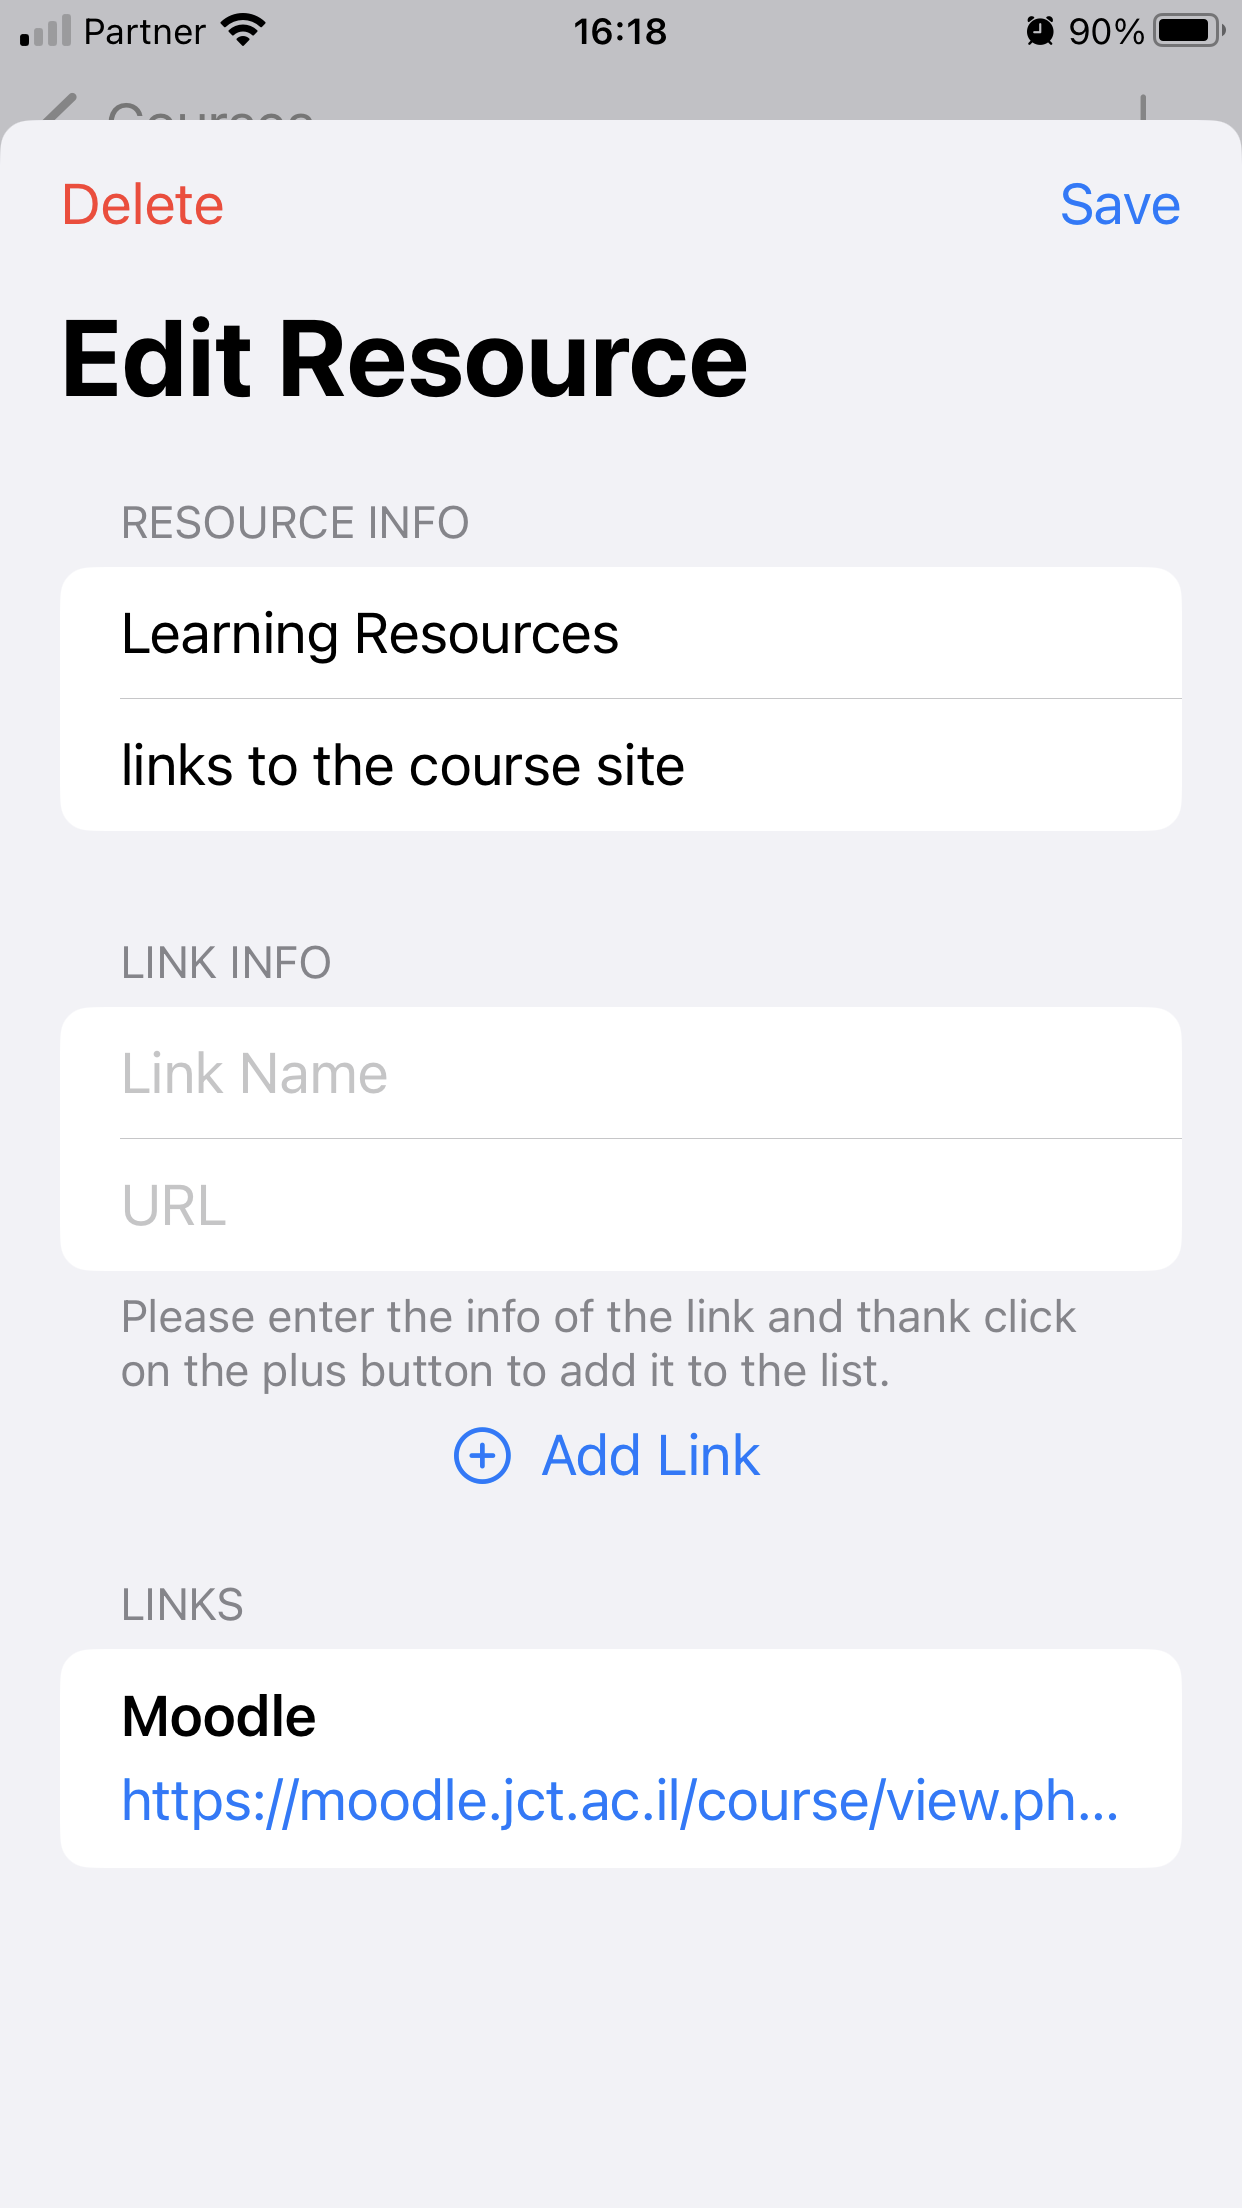 Partner
16:18
90%
Courses
Delete
Save
Edit Resource
RESOURCE INFO
Learning Resources
links to the course site
LINK INFO
Link Name
URL
Please enter the info of the link and thank click
on the plus button to add it to the list.
Add Link
LINKS
Moodle
https://moodle.jct.ac.il/course/view.ph...